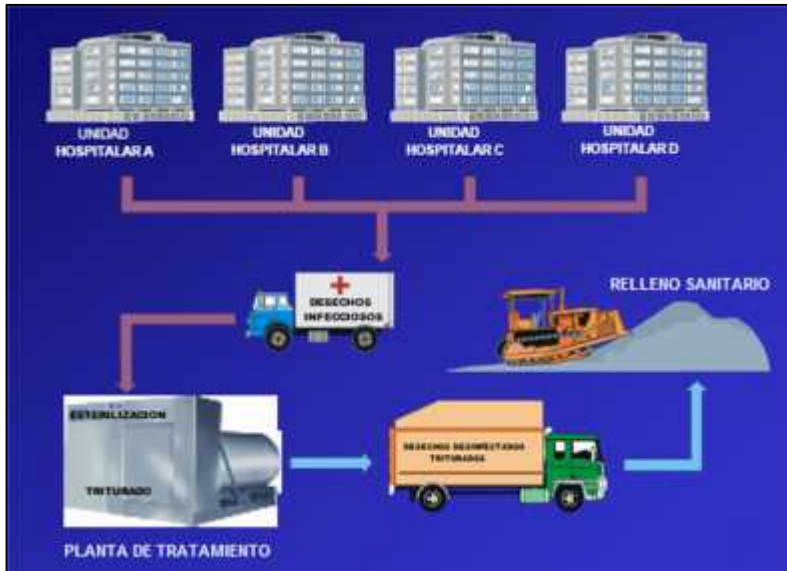 UNIDAD
HOSPITALAR A
UNIDAD
HOSPITALAR B
UNIDAD
HOSPITALAR C
UNIDAD
HOSPITALAR D
DESECHOS
INFECCIOSOS
RELLENO SANITARIO
ESTERILIZACION
TRITURADO
DESECHOS DESINFECTADOS
TRITURADOS
PLANTA DE TRATAMIENTO